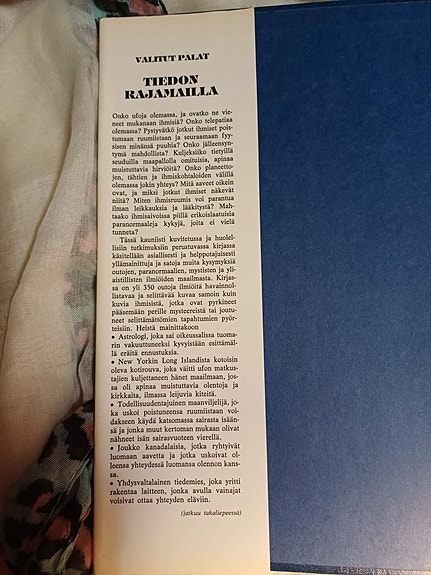 VALITUT PALAT
TIEDON
RAJAMAILLA
Onko ufoja olemassa, ja ovatko ne vie-
neet mukanaan ihmisiä? Onko telepatiaa
olemassa? Pystyvätkö jotkut ihmiset pois-
tumaan ruumiistaan ja seuraamaan fyy-
sisen minänsä puuhia? Onko jälleensyn-
tymä mahdollista? Kuljeksiiko tietyillä
seuduilla maapallolla omituisia, apinaa
muistuttavia hirviöitä? Onko planeetto-
jen, tähtien ja ihmiskohtaloiden välillä
olemassa jokin yhteys? Mitä aaveet oikein
ovat, ja miksi jotkut ihmiset näkevät
niitä? Miten ihmisruumis voi parantua
ilman leikkauksia ja lääkitystä? Mah-
taako ihmisaivoissa piillä erikoislaatuisia
paranormaaleja kykyjä, joita ei vielä
tunneta?
Tässä kauniisti kuvitetussa ja huolel-
lisiin tutkimuksiin perustuvassa kirjassa
käsitellään asiallisesti ja helppotajuisesti
yllämainittuja ja satoja muita kysymyksiä
outojen, paranormaalien, mystisten ja yli-
aistillisten ilmiöiden maailmasta. Kirjas-
sa on yli 350 outoja ilmiöitä havainnol-
listavaa ja selittävää kuvaa samoin kuin
kuvia ihmisistä, jotka ovat pyrkineet
pääsemään perille mysteereistä tai joutu-
neet selittämättömien tapahtumien pyör-
teisiin. Heistä mainittakoon
• Astrologi, joka sai oikeussalissa tuoma-
rin vakuuttuneeksi kyvyistään esittämäl-
lä eräitä ennustuksia.
• New Yorkin Long Islandista kotoisin
oleva kotirouva, joka väitti ufon matkus-
tajien kuljettaneen hänet maailmaan, jos-
sa oli apinaa muistuttavia olentoja ja
kirkkaita, ilmassa leijuvia kiteitä.
• Todellisuudentajuinen maanviljelijä, jo-
ka uskoi poistuneensa ruumiistaan voi-
dakseen käydä katsomassa sairasta isään-
sä ja jonka muut kertoman mukaan olivat
nähneet isän sairasvuoteen vierellä.
• Joukko kanadalaisia, jotka ryhtyivät
luomaan aavetta ja jotka uskoivat ol-
leensa yhteydessä luomansa olennon kans-
sa.
• Yhdysvaltalainen tiedemies, joka yritti
rakentaa laitteen, jonka avulla vainajat
voisivat ottaa yhteyden eläviin.
(jatkuu takaliepeessä)